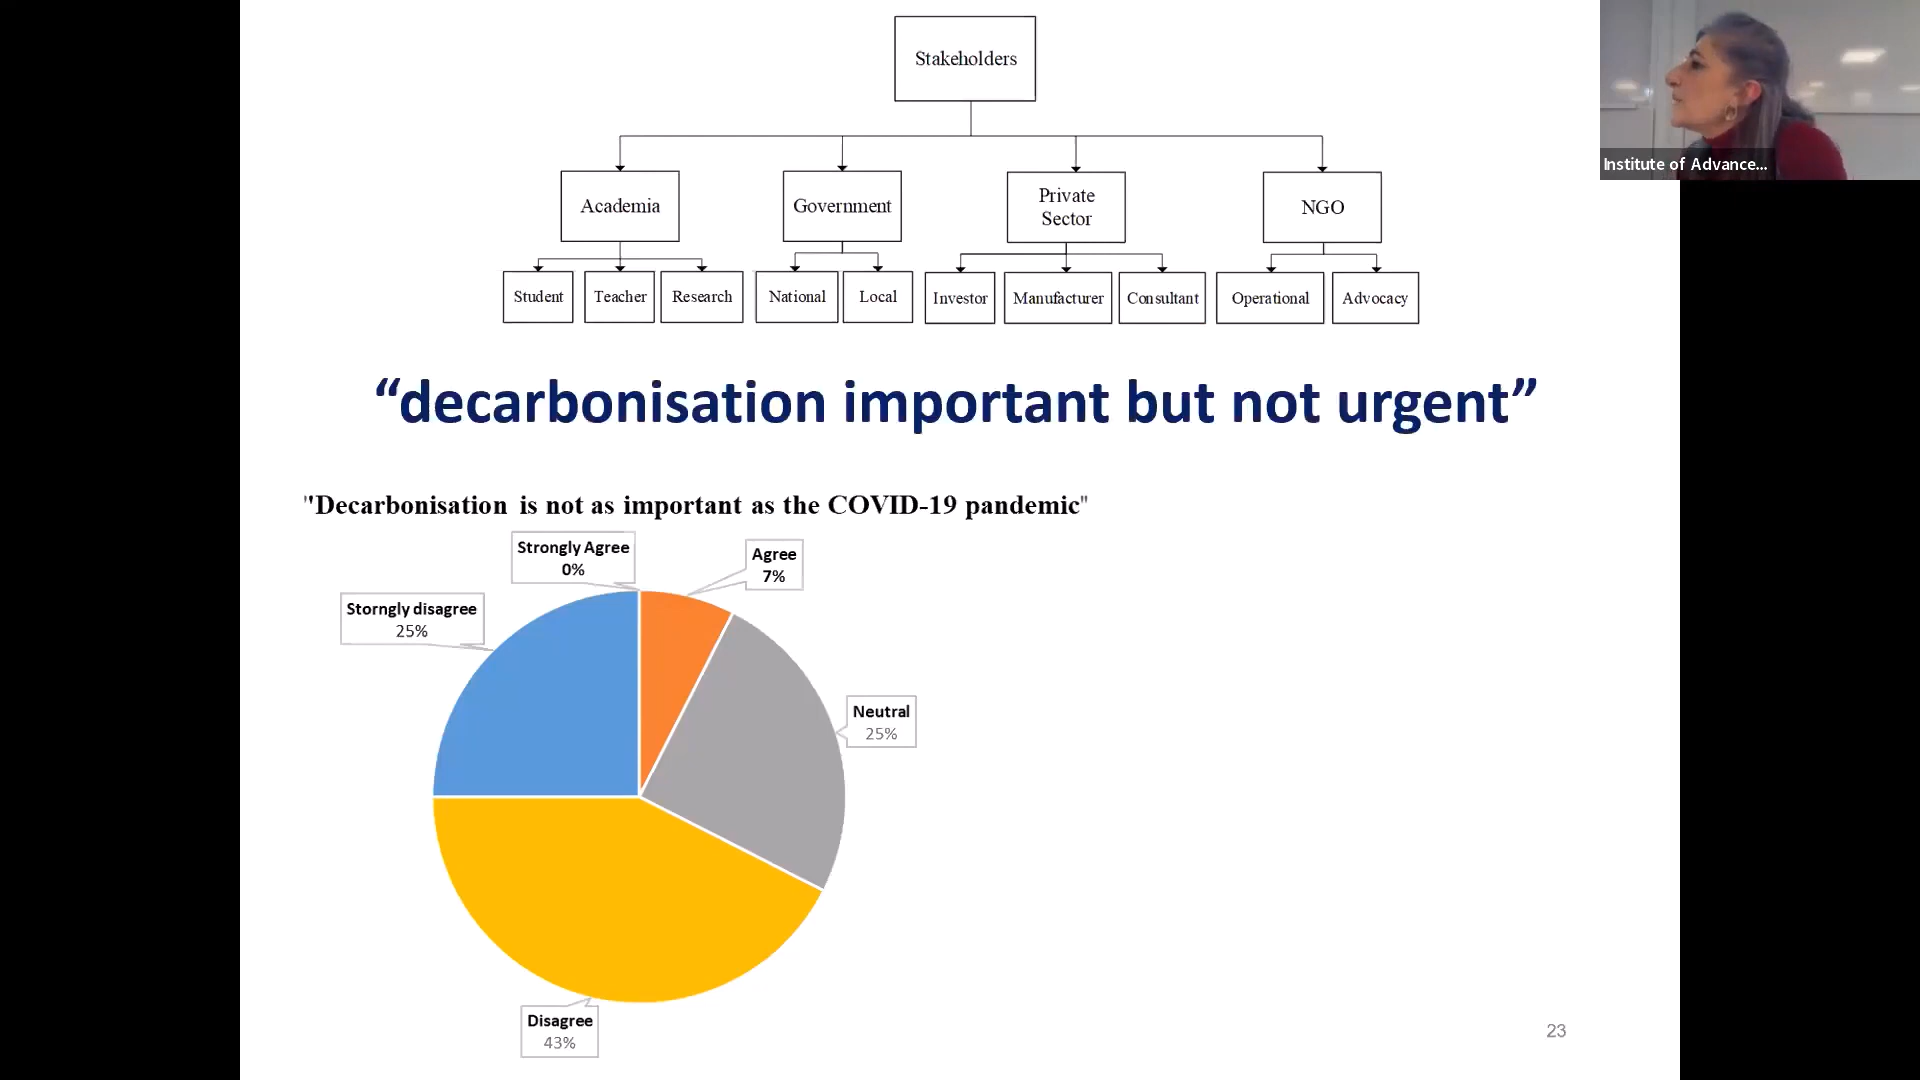 Stakeholders
Institute of Advance...
Academia
Government
Private
Sector
NGO
Student
Teacher
Research
National
Local
Investor
Manufacturer
Consultant
Operational
Advocacy
“decarbonisation important but not urgent”
"Decarbonisation is not as important as the COVID-19 pandemic"
Strongly Agree
0%
Agree
7%
Storngly disagree
25%
Neutral
25%
Disagree
43%
23